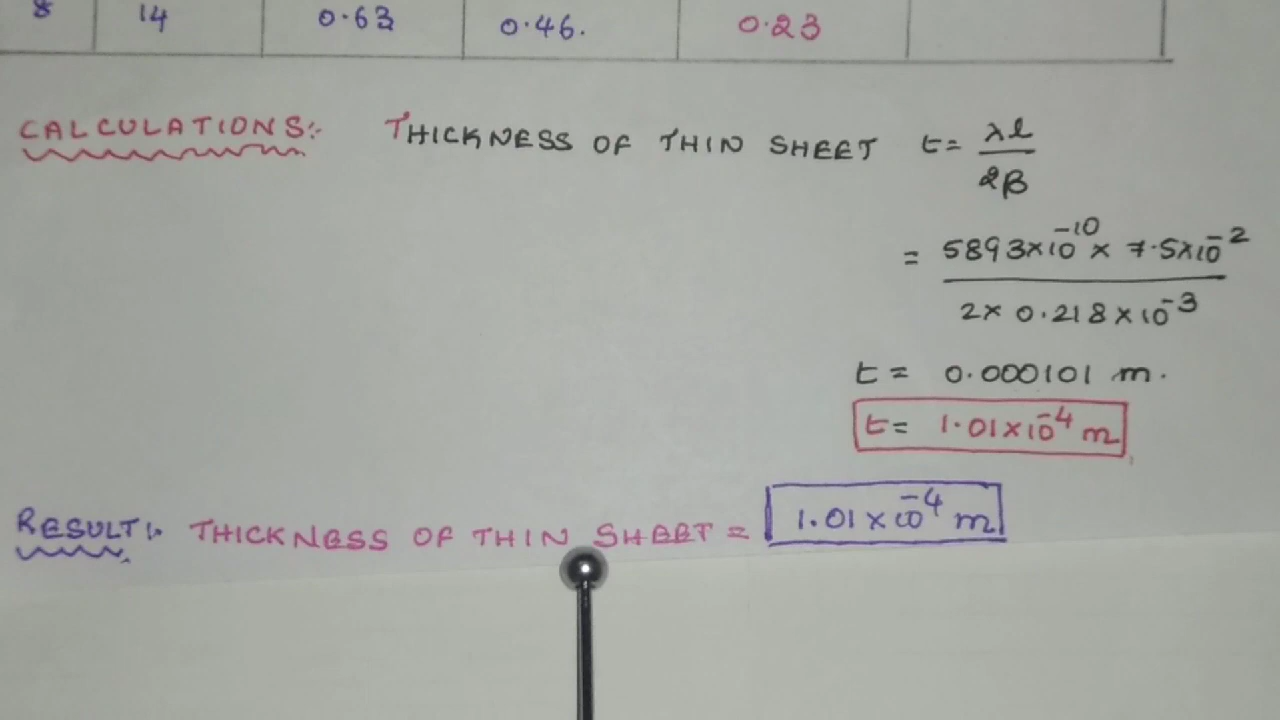 8 14 0.63 0.46. 0.23
CALCULATIONS:- THICKNESS OF THIN SHEET t = λl / 2β
= 5893×10⁻¹⁰ × 7.5×10⁻² / 2× 0.218×10⁻³
t = 0.000101 m.
t = 1.01×10⁻⁴ m
RESULT:- THICKNESS OF THIN SHEET = 1.01×10⁻⁴ m